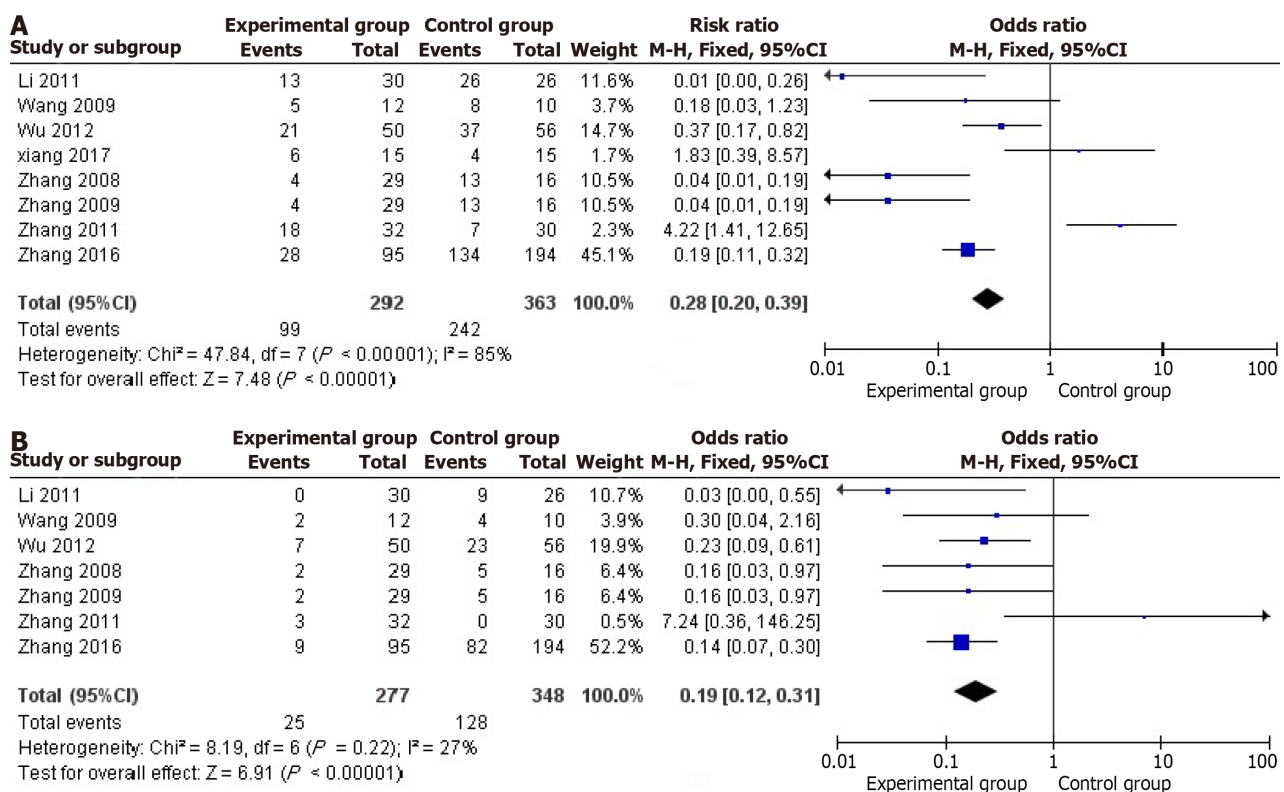 A
Experimental group Control group Risk ratio Odds ratio
Study or subgroup Events Total Events Total Weight M-H, Fixed, 95%CI M-H, Fixed, 95%CI
Li 2011 13 30 26 26 11.6% 0.01 [0.00, 0.26]
Wang 2009 5 12 8 10 3.7% 0.18 [0.03, 1.23]
Wu 2012 21 50 37 56 14.7% 0.37 [0.17, 0.82]
xiang 2017 6 15 4 15 1.7% 1.83 [0.39, 8.57]
Zhang 2008 4 29 13 16 10.5% 0.04 [0.01, 0.19]
Zhang 2009 4 29 13 16 10.5% 0.04 [0.01, 0.19]
Zhang 2011 18 32 7 30 2.3% 4.22 [1.41, 12.65]
Zhang 2016 28 95 134 194 45.1% 0.19 [0.11, 0.32]
Total (95%CI) 292 363 100.0% 0.28 [0.20, 0.39]
Total events 99 242
Heterogeneity: Chi² = 47.84, df = 7 (P < 0.00001); I² = 85%
Test for overall effect: Z = 7.48 (P < 0.00001)
0.01 0.1 1 10 100
Experimental group Control group
B
Experimental group Control group Odds ratio Odds ratio
Study or subgroup Events Total Events Total Weight M-H, Fixed, 95%CI M-H, Fixed, 95%CI
Li 2011 0 30 9 26 10.7% 0.03 [0.00, 0.55]
Wang 2009 2 12 4 10 3.9% 0.30 [0.04, 2.16]
Wu 2012 7 50 23 56 19.9% 0.23 [0.09, 0.61]
Zhang 2008 2 29 5 16 6.4% 0.16 [0.03, 0.97]
Zhang 2009 2 29 5 16 6.4% 0.16 [0.03, 0.97]
Zhang 2011 3 32 0 30 0.5% 7.24 [0.36, 146.25]
Zhang 2016 9 95 82 194 52.2% 0.14 [0.07, 0.30]
Total (95%CI) 277 348 100.0% 0.19 [0.12, 0.31]
Total events 25 128
Heterogeneity: Chi² = 8.19, df = 6 (P = 0.22); I² = 27%
Test for overall effect: Z = 6.91 (P < 0.00001)
0.01 0.1 1 10 100
Experimental group Control group